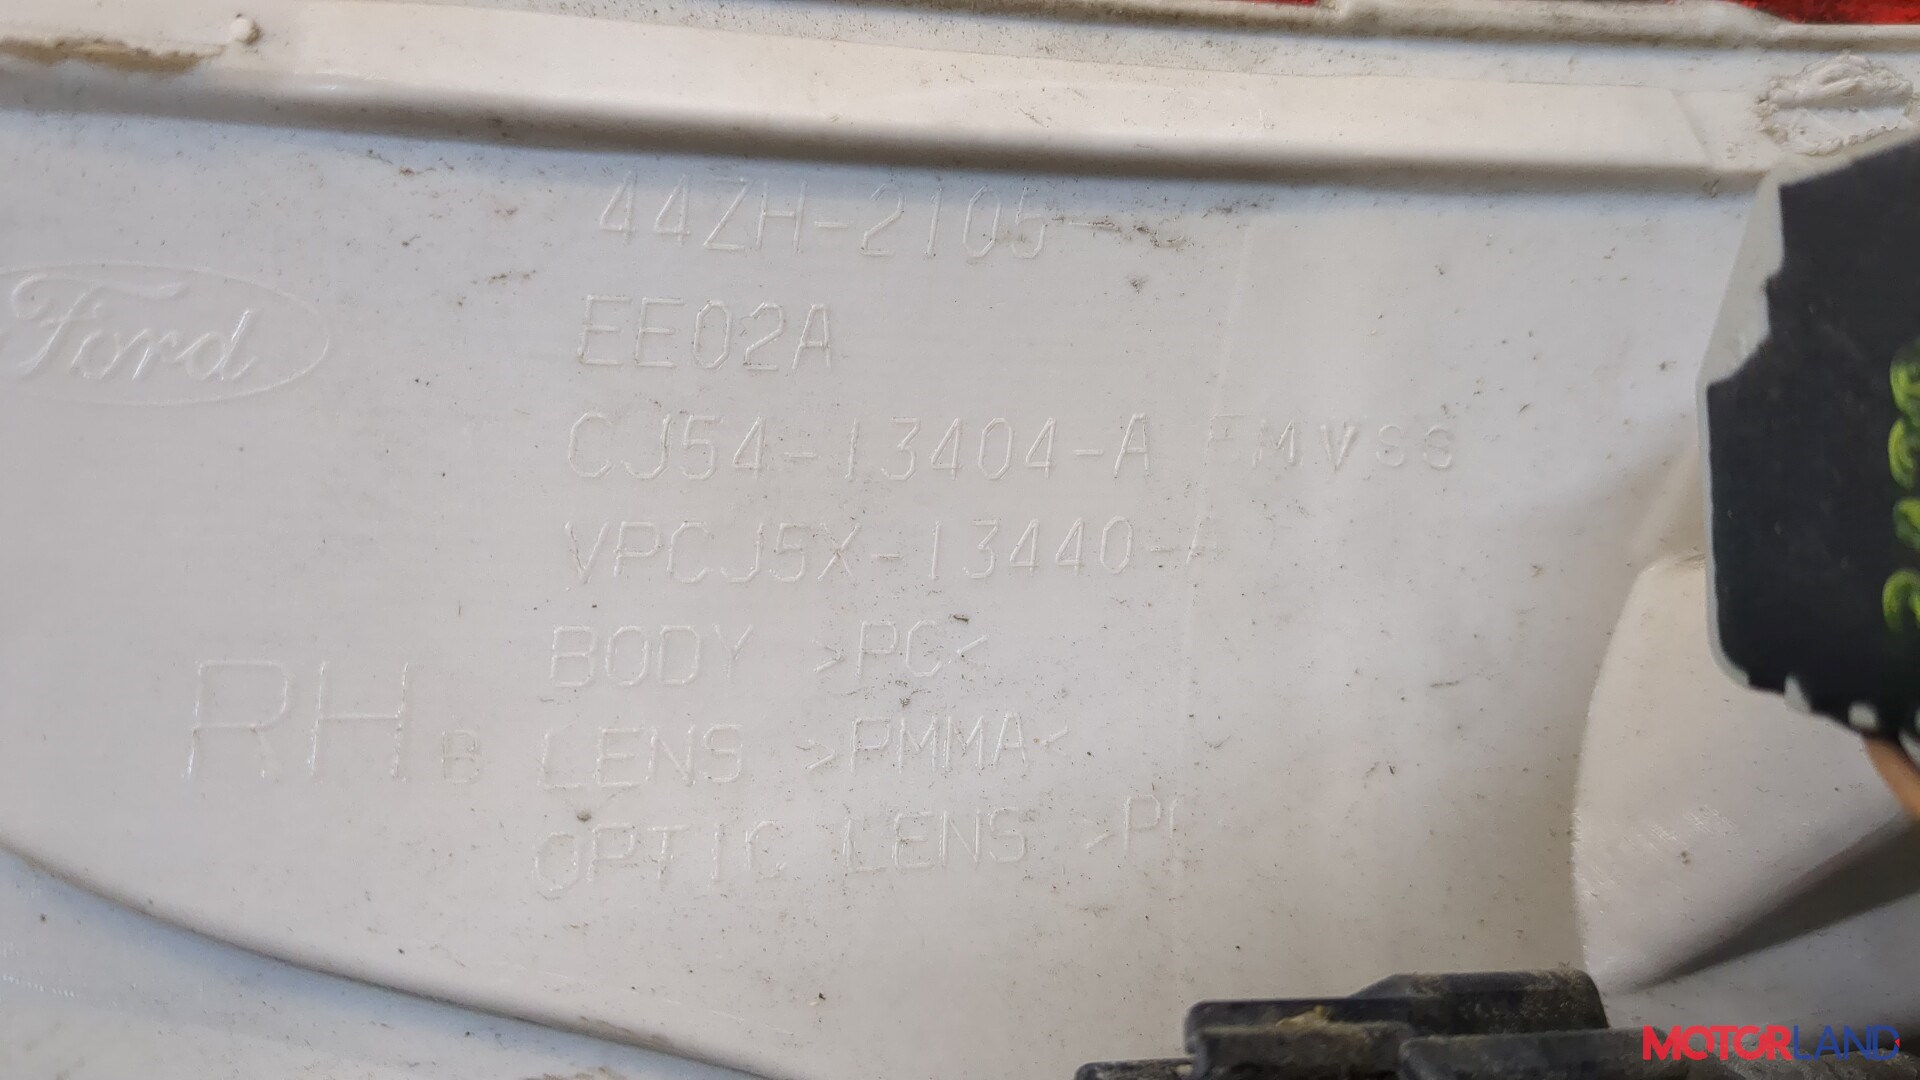 44ZH-2105-
Ford
EE02A
CJ54-13404-A FMVSS
VPCJ5X-13440-A
BODY >PC<
RH B
LENS >PMMA<
OPTIC LENS
MOTORLAND